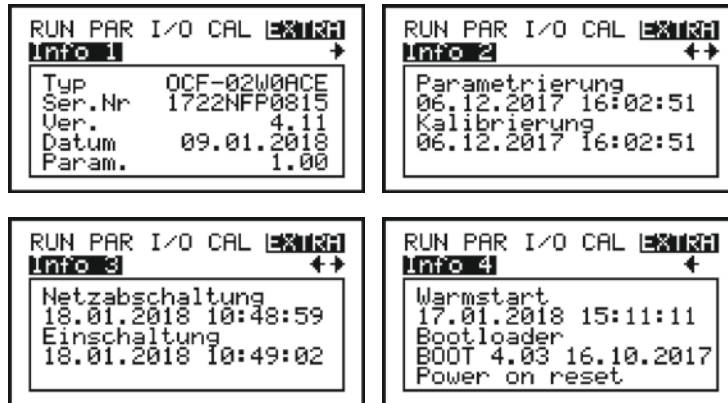 RUN PAR I/O CAL EXTRA
Info 1
Typ OCF-02W0ACE
Ser.Nr 1722NFP0815
Ver. 4.11
Datum 09.01.2018
Param. 1.00
RUN PAR I/O CAL EXTRA
Info 2
Parametrierung
06.12.2017 16:02:51
Kalibrierung
06.12.2017 16:02:51
RUN PAR I/O CAL EXTRA
Info 3
Netzabschaltung
18.01.2018 10:48:59
Einschaltung
18.01.2018 10:49:02
RUN PAR I/O CAL EXTRA
Info 4
Warmstart
17.01.2018 15:11:11
Bootloader
BOOT 4.03 16.10.2017
Power on reset